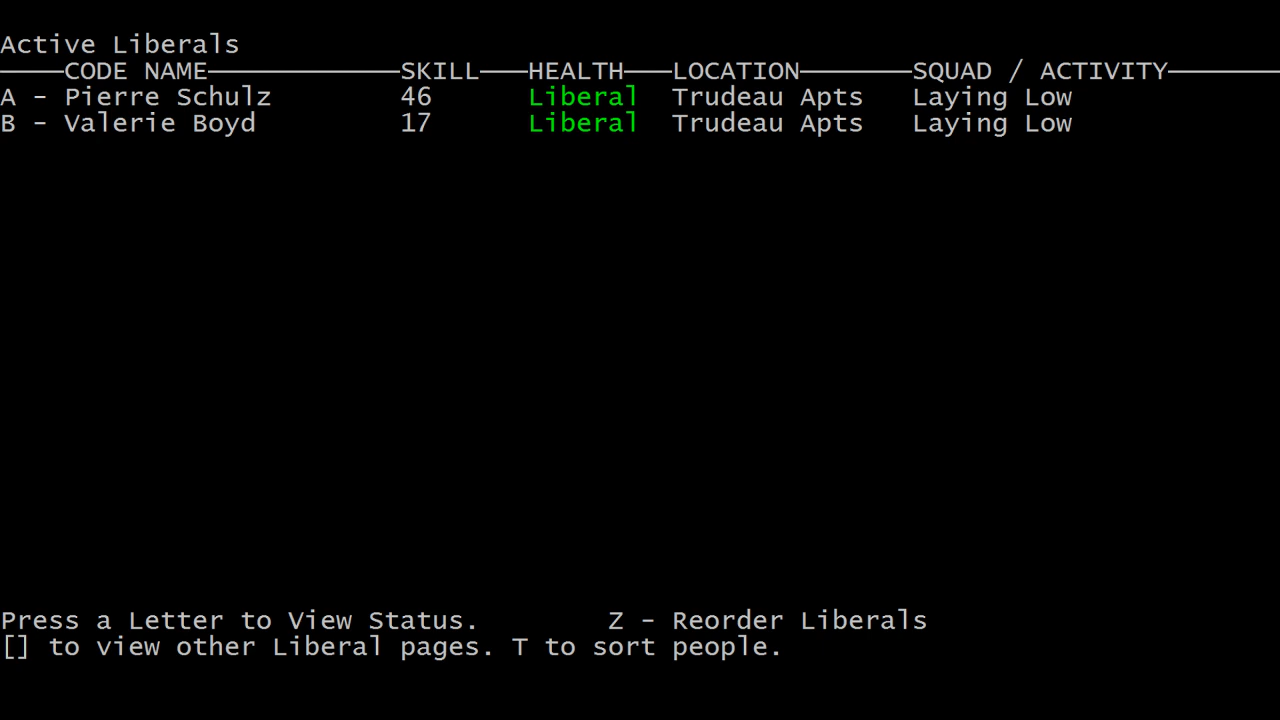 Active Liberals
────CODE NAME────────────SKILL───HEALTH───LOCATION───────SQUAD / ACTIVITY───────
A - Pierre Schulz 46 Liberal Trudeau Apts Laying Low
B - Valerie Boyd 17 Liberal Trudeau Apts Laying Low
Press a Letter to View Status. Z - Reorder Liberals
[] to view other Liberal pages. T to sort people.